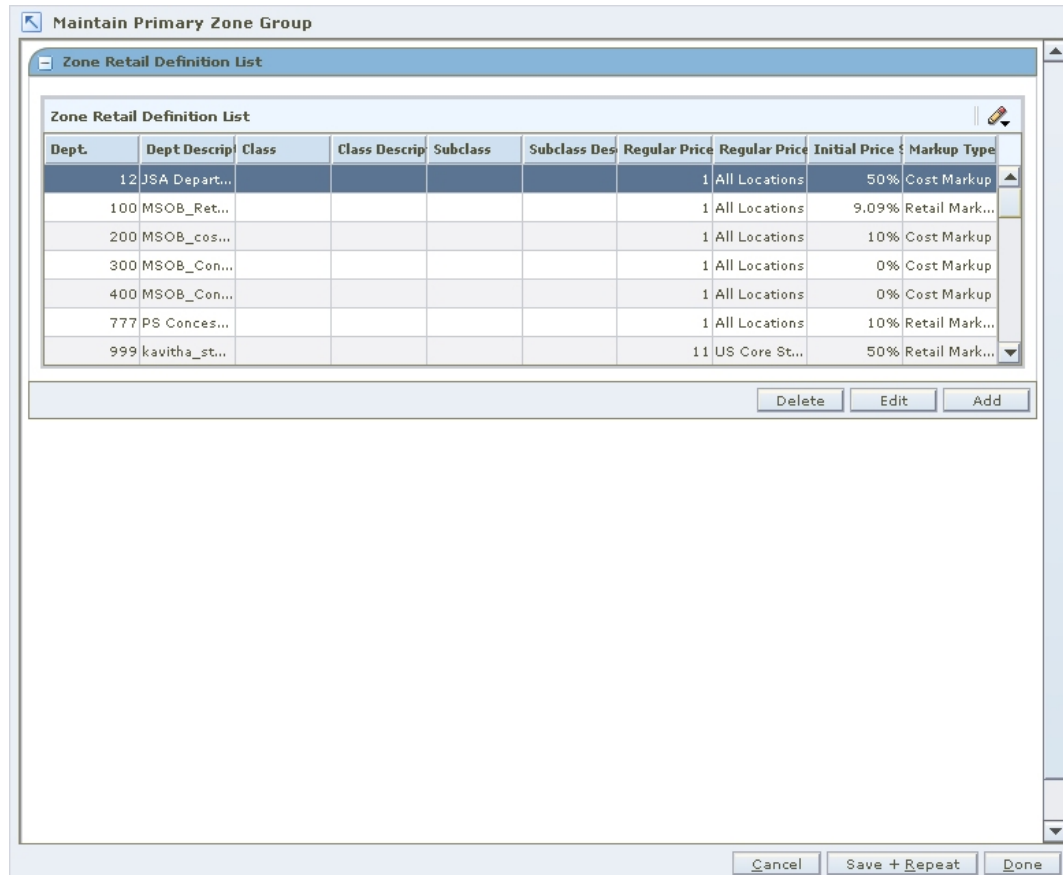 Maintain Primary Zone Group
Zone Retail Definition List
Zone Retail Definition List
Dept. Dept Descrip Class Class Descrip Subclass Subclass Des Regular Price Regular Price Initial Price S Markup Type
12 JSA Depart... 1 All Locations 50% Cost Markup
100 MSOB_Ret... 1 All Locations 9.09% Retail Mark...
200 MSOB_cos... 1 All Locations 10% Cost Markup
300 MSOB_Con... 1 All Locations 0% Cost Markup
400 MSOB_Con... 1 All Locations 0% Cost Markup
777 PS Conces... 1 All Locations 10% Retail Mark...
999 kavitha_st... 11 US Core St... 50% Retail Mark...
Delete Edit Add
Cancel Save + Repeat Done